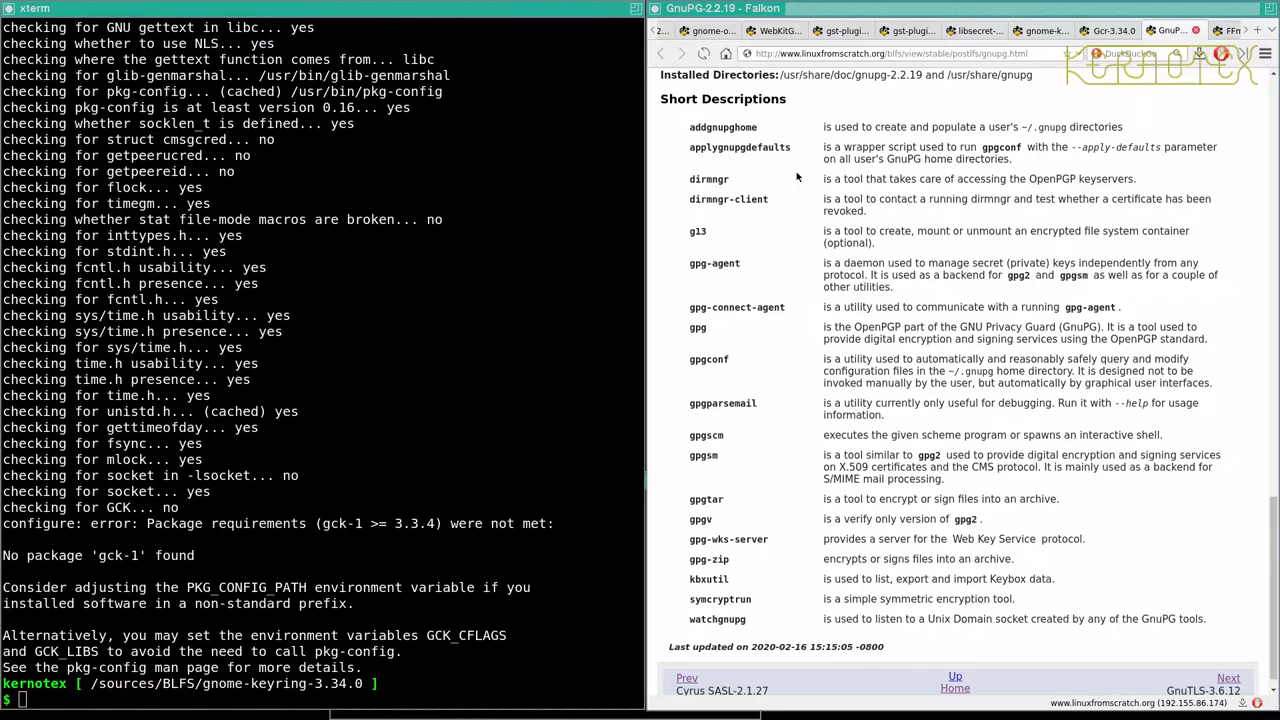 xterm
checking for GNU gettext in libc... yes
checking whether to use NLS... yes
checking where the gettext function comes from... libc
checking for glib-genmarshal... /usr/bin/glib-genmarshal
checking for pkg-config... (cached) /usr/bin/pkg-config
checking pkg-config is at least version 0.16... yes
checking whether socklen_t is defined... yes
checking for struct cmsgcred... no
checking for getpeerucred... no
checking for getpeereid... no
checking for flock... yes
checking for timegm... yes
checking whether stat file-mode macros are broken... no
checking for inttypes.h... yes
checking for stdint.h... yes
checking fcntl.h usability... yes
checking fcntl.h presence... yes
checking for fcntl.h... yes
checking sys/time.h usability... yes
checking sys/time.h presence... yes
checking for sys/time.h... yes
checking time.h usability... yes
checking time.h presence... yes
checking for time.h... yes
checking for unistd.h... (cached) yes
checking for gettimeofday... yes
checking for fsync... yes
checking for mlock... yes
checking for socket in -lsocket... no
checking for socket... yes
checking for GCK... no
configure: error: Package requirements (gck-1 >= 3.3.4) were not met:
No package 'gck-1' found
Consider adjusting the PKG_CONFIG_PATH environment variable if you
installed software in a non-standard prefix.
Alternatively, you may set the environment variables GCK_CFLAGS
and GCK_LIBS to avoid the need to call pkg-config.
See the pkg-config man page for more details.
kernotex [ /sources/BLFS/gnome-keyring-3.34.0 ]
$
GnuPG-2.2.19 - Falkon
2... gnome-o... WebKitG... gst-plugi... gst-plugi... libsecret-... gnome-k... Gcr-3.34.0 GnuP... FFn
http://www.linuxfromscratch.org/blfs/view/stable/postlfs/gnupg.html DuckDuckGo
KERNOTEX
Installed Directories: /usr/share/doc/gnupg-2.2.19 and /usr/share/gnupg
Short Descriptions
addgnupghome is used to create and populate a user's ~/.gnupg directories
applygnupgdefaults is a wrapper script used to run gpgconf with the --apply-defaults parameter
on all user's GnuPG home directories.
dirmngr is a tool that takes care of accessing the OpenPGP keyservers.
dirmngr-client is a tool to contact a running dirmngr and test whether a certificate has been
revoked.
g13 is a tool to create, mount or unmount an encrypted file system container
(optional).
gpg-agent is a daemon used to manage secret (private) keys independently from any
protocol. It is used as a backend for gpg2 and gpgsm as well as for a couple of
other utilities.
gpg-connect-agent is a utility used to communicate with a running gpg-agent.
gpg is the OpenPGP part of the GNU Privacy Guard (GnuPG). It is a tool used to
provide digital encryption and signing services using the OpenPGP standard.
gpgconf is a utility used to automatically and reasonably safely query and modify
configuration files in the ~/.gnupg home directory. It is designed not to be
invoked manually by the user, but automatically by graphical user interfaces.
gpgparsemail is a utility currently only useful for debugging. Run it with --help for usage
information.
gpgscm executes the given scheme program or spawns an interactive shell.
gpgsm is a tool similar to gpg2 used to provide digital encryption and signing services
on X.509 certificates and the CMS protocol. It is mainly used as a backend for
S/MIME mail processing.
gpgtar is a tool to encrypt or sign files into an archive.
gpgv is a verify only version of gpg2.
gpg-wks-server provides a server for the Web Key Service protocol.
gpg-zip encrypts or signs files into an archive.
kbxutil is used to list, export and import Keybox data.
symcryptrun is a simple symmetric encryption tool.
watchgnupg is used to listen to a Unix Domain socket created by any of the GnuPG tools.
Last updated on 2020-02-16 15:15:05 -0800
Prev Up Next
Cyrus SASL-2.1.27 Home GnuTLS-3.6.12
www.linuxfromscratch.org (192.155.86.174)